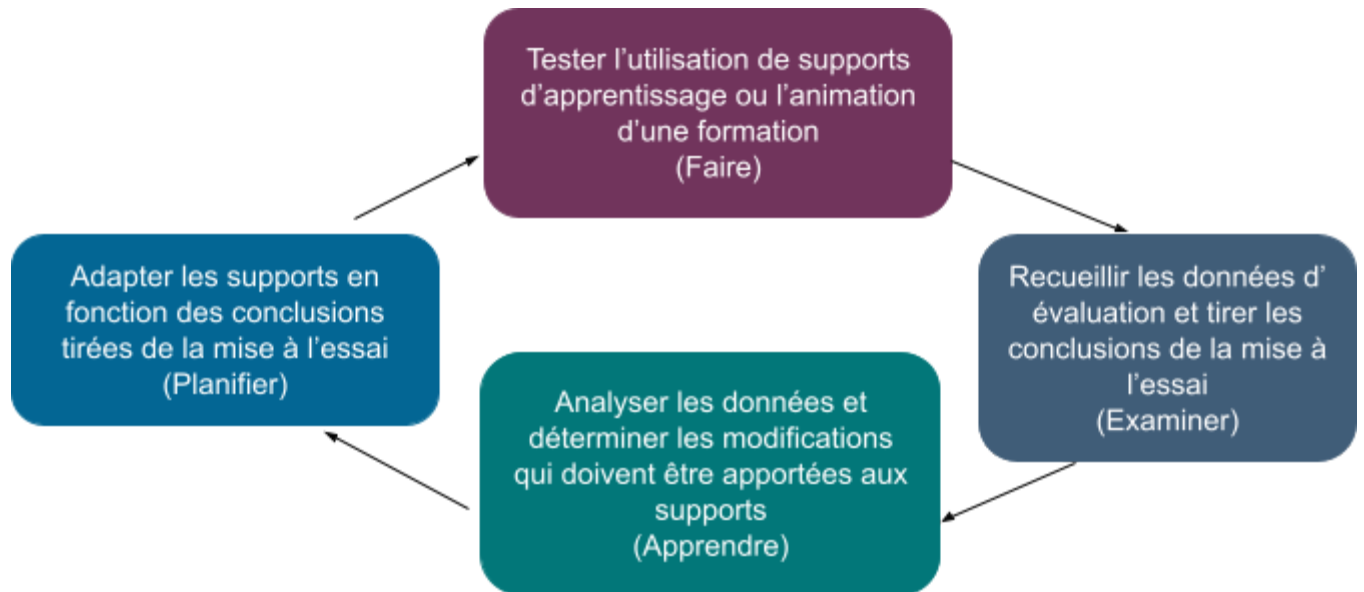 Tester l’utilisation de supports
d’apprentissage ou l’animation
d’une formation
(Faire)
Recueillir les données d’
évaluation et tirer les
conclusions de la mise à
l’essai
(Examiner)
Analyser les données et
déterminer les modifications
qui doivent être apportées aux
supports
(Apprendre)
Adapter les supports en
fonction des conclusions
tirées de la mise à l’essai
(Planifier)